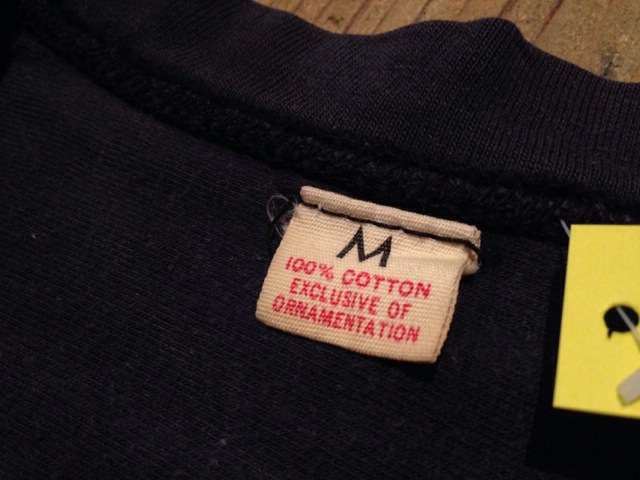 M
100% COTTON
EXCLUSIVE OF
ORNAMENTATION